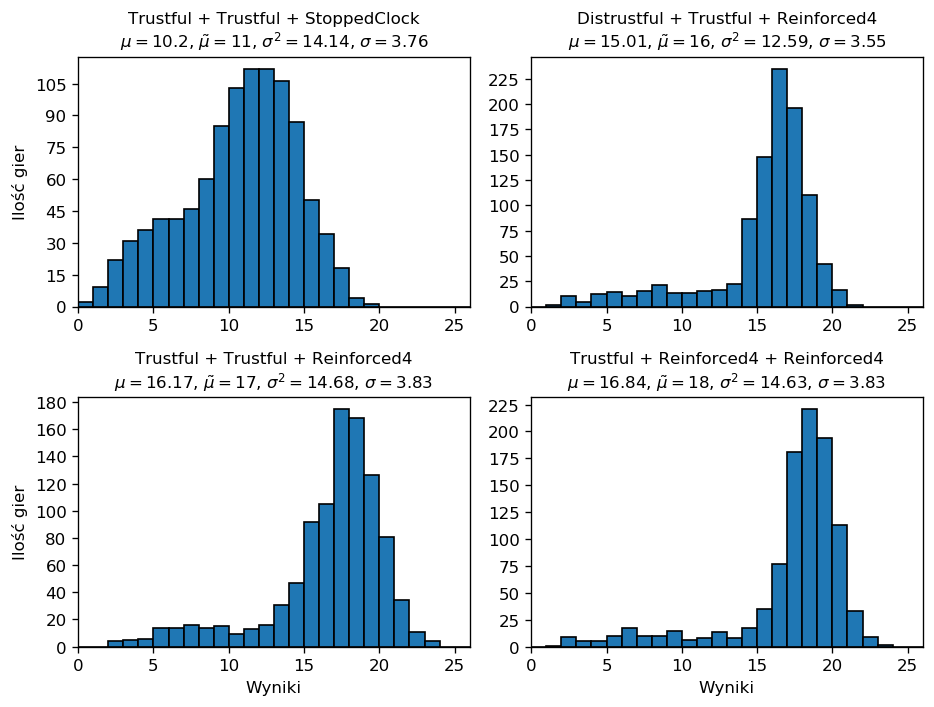 Trustful + Trustful + StoppedClock
μ = 10.2, μ̃ = 11, σ² = 14.14, σ = 3.76
105
90
75
60
45
30
15
0
Ilość gier
0 5 10 15 20 25
Distrustful + Trustful + Reinforced4
μ = 15.01, μ̃ = 16, σ² = 12.59, σ = 3.55
225
200
175
150
125
100
75
50
25
0
0 5 10 15 20 25
Trustful + Trustful + Reinforced4
μ = 16.17, μ̃ = 17, σ² = 14.68, σ = 3.83
180
160
140
120
100
80
60
40
20
0
Ilość gier
0 5 10 15 20 25
Wyniki
Trustful + Reinforced4 + Reinforced4
μ = 16.84, μ̃ = 18, σ² = 14.63, σ = 3.83
225
200
175
150
125
100
75
50
25
0
0 5 10 15 20 25
Wyniki